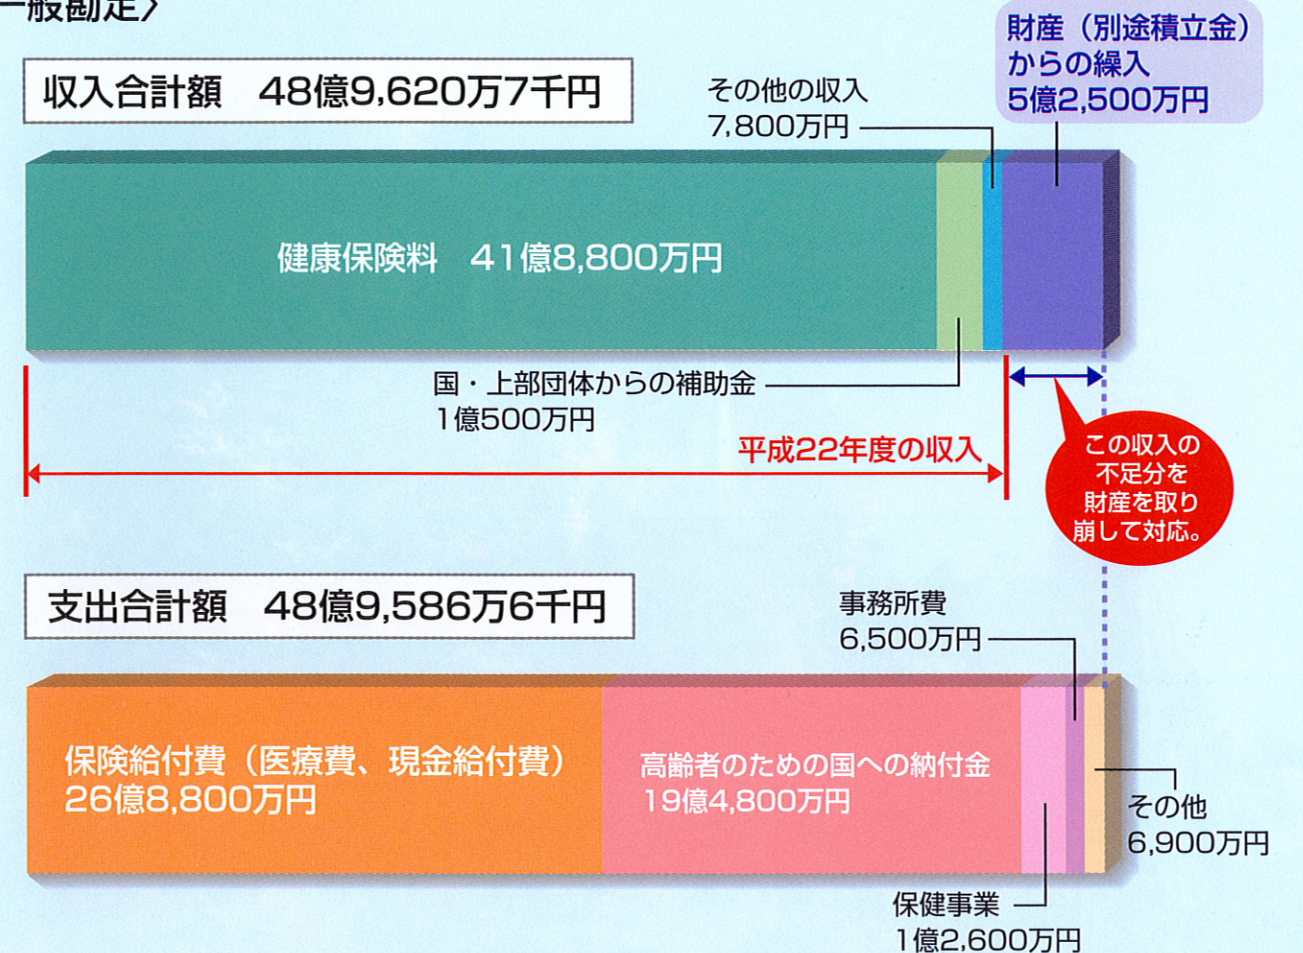 一般勘定〉
財産（別途積立金）
からの繰入
5億2,500万円
収入合計額　48億9,620万7千円
その他の収入
7,800万円
健康保険料　41億8,800万円
国・上部団体からの補助金
1億500万円
平成22年度の収入
この収入の
不足分を
財産を取り
崩して対応。
支出合計額　48億9,586万6千円
事務所費
6,500万円
保険給付費（医療費、現金給付費）
26億8,800万円
高齢者のための国への納付金
19億4,800万円
その他
6,900万円
保健事業
1億2,600万円